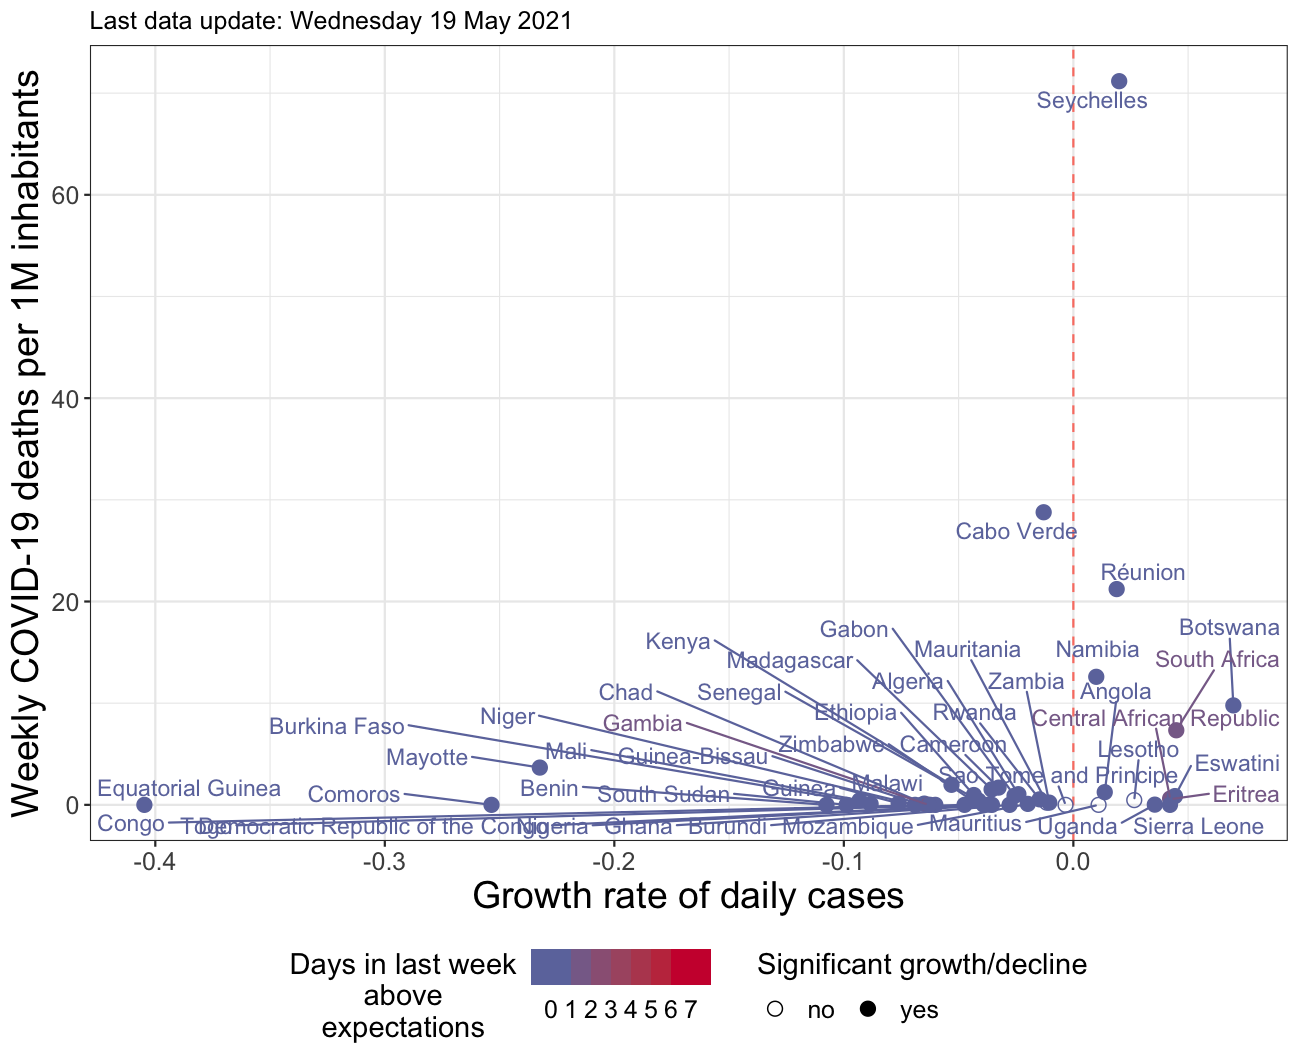 Last data update: Wednesday 19 May 2021
Weekly COVID-19 deaths per 1M inhabitants
60
40
20
0
Seychelles
Cabo Verde
Réunion
Botswana
Gabon
Kenya
Mauritania
Namibia
Madagascar
South Africa
Algeria
Zambia
Chad
Senegal
Angola
Niger
Ethiopia
Rwanda
Gambia
Central African Republic
Burkina Faso
Zimbabwe
Cameroon
Mali
Lesotho
Mayotte
Guinea-Bissau
Eswatini
Sao Tome and Principe
Malawi
Equatorial Guinea
Benin
Guinea
Comoros
South Sudan
Eritrea
Congo
Togo
Democratic Republic of the Congo
Nigeria
Ghana
Burundi
Mozambique
Mauritius
Uganda
Sierra Leone
-0.4
-0.3
-0.2
-0.1
0.0
Growth rate of daily cases
Days in last week
above
expectations
0 1 2 3 4 5 6 7
Significant growth/decline
no
yes